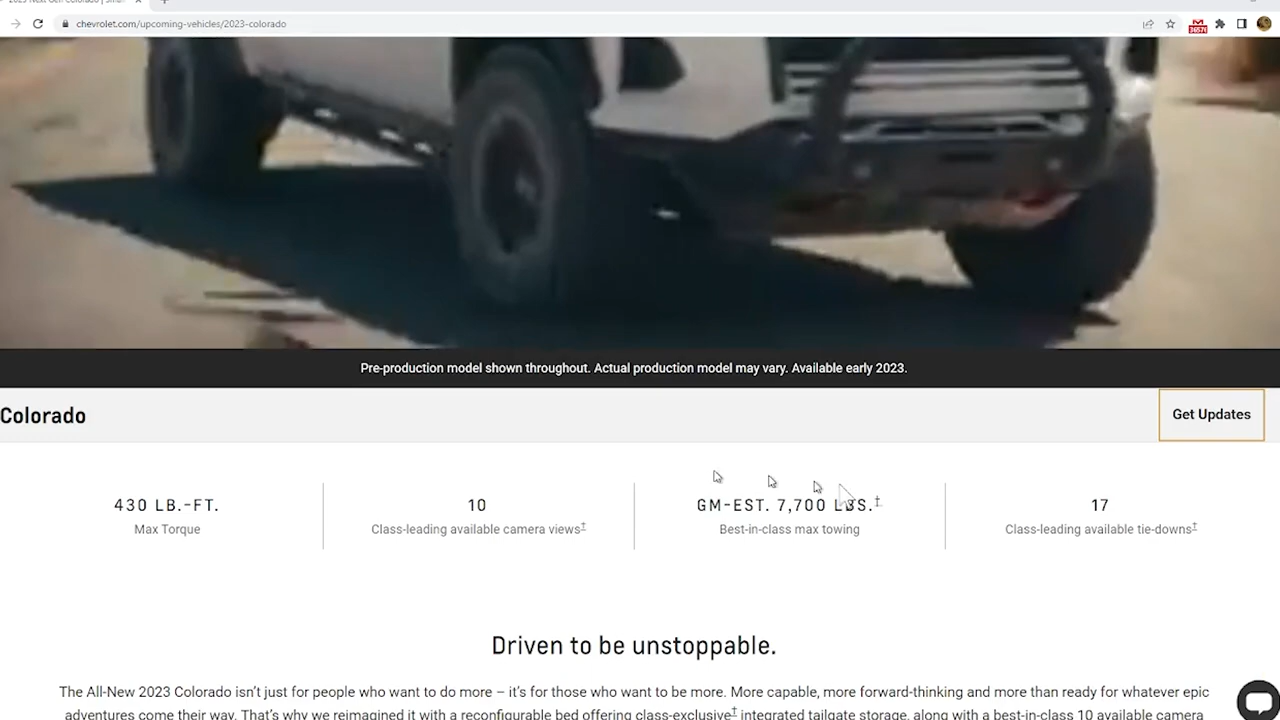 chevrolet.com/upcoming-vehicles/2023-colorado
Pre-production model shown throughout. Actual production model may vary. Available early 2023.
Colorado
Get Updates
430 LB.-FT.
Max Torque
10
Class-leading available camera views‡
GM-EST. 7,700 LBS.†
Best-in-class max towing
17
Class-leading available tie-downs‡
Driven to be unstoppable.
The All-New 2023 Colorado isn't just for people who want to do more – it's for those who want to be more. More capable, more forward-thinking and more than ready for whatever epic
adventures come their way. That's why we reimagined it with a reconfigurable bed offering class-exclusive† integrated tailgate storage, along with a best-in-class 10 available camera